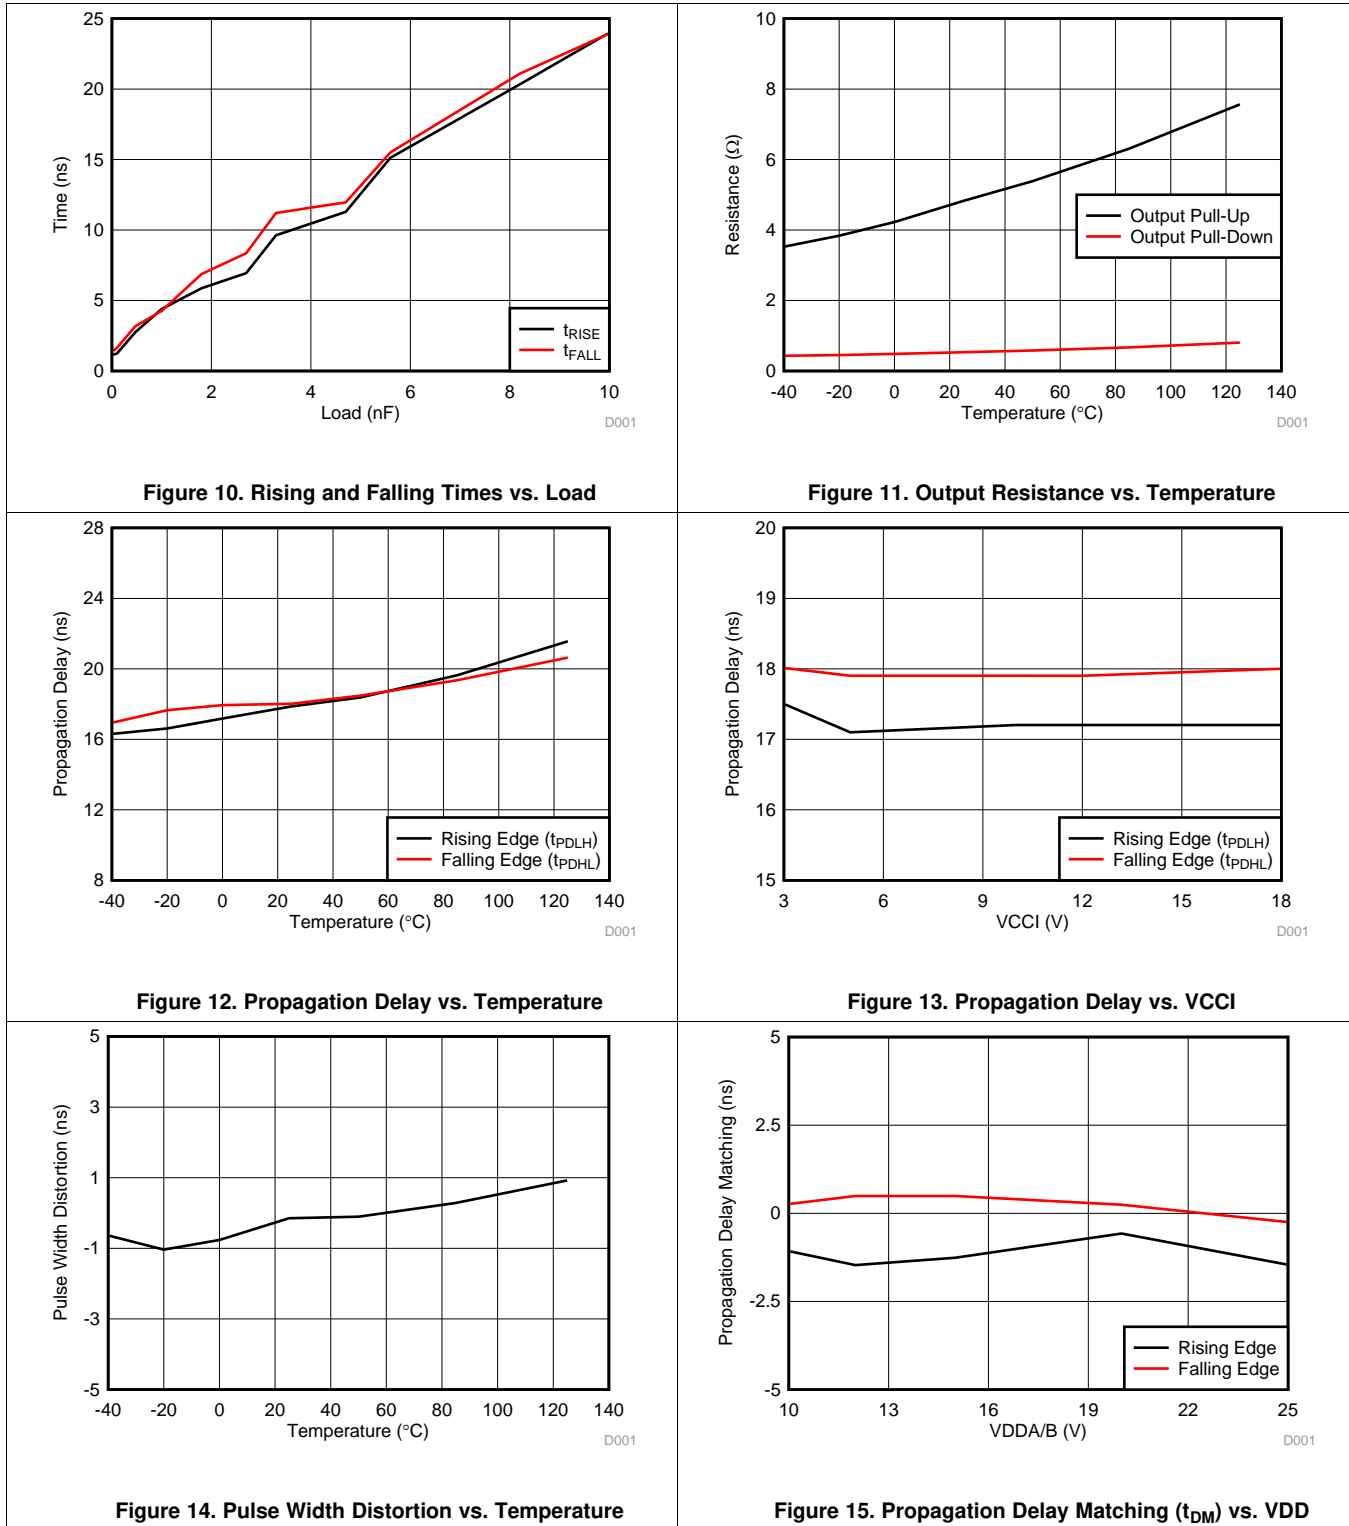 25
20
15
10
5
0
Time (ns)
tRISE
tFALL
0 2 4 6 8 10
Load (nF)
D001
Figure 10. Rising and Falling Times vs. Load
10
8
6
4
2
0
Resistance (Ω)
Output Pull-Up
Output Pull-Down
-40 -20 0 20 40 60 80 100 120 140
Temperature (°C)
D001
Figure 11. Output Resistance vs. Temperature
28
24
20
16
12
8
Propagation Delay (ns)
Rising Edge (tPDLH)
Falling Edge (tPDHL)
-40 -20 0 20 40 60 80 100 120 140
Temperature (°C)
D001
Figure 12. Propagation Delay vs. Temperature
20
19
18
17
16
15
Propagation Delay (ns)
Rising Edge (tPDLH)
Falling Edge (tPDHL)
3 6 9 12 15 18
VCCI (V)
D001
Figure 13. Propagation Delay vs. VCCI
5
3
1
-1
-3
-5
Pulse Width Distortion (ns)
-40 -20 0 20 40 60 80 100 120 140
Temperature (°C)
D001
Figure 14. Pulse Width Distortion vs. Temperature
5
2.5
0
-2.5
-5
Propagation Delay Matching (ns)
Rising Edge
Falling Edge
10 13 16 19 22 25
VDDA/B (V)
D001
Figure 15. Propagation Delay Matching (tDM) vs. VDD